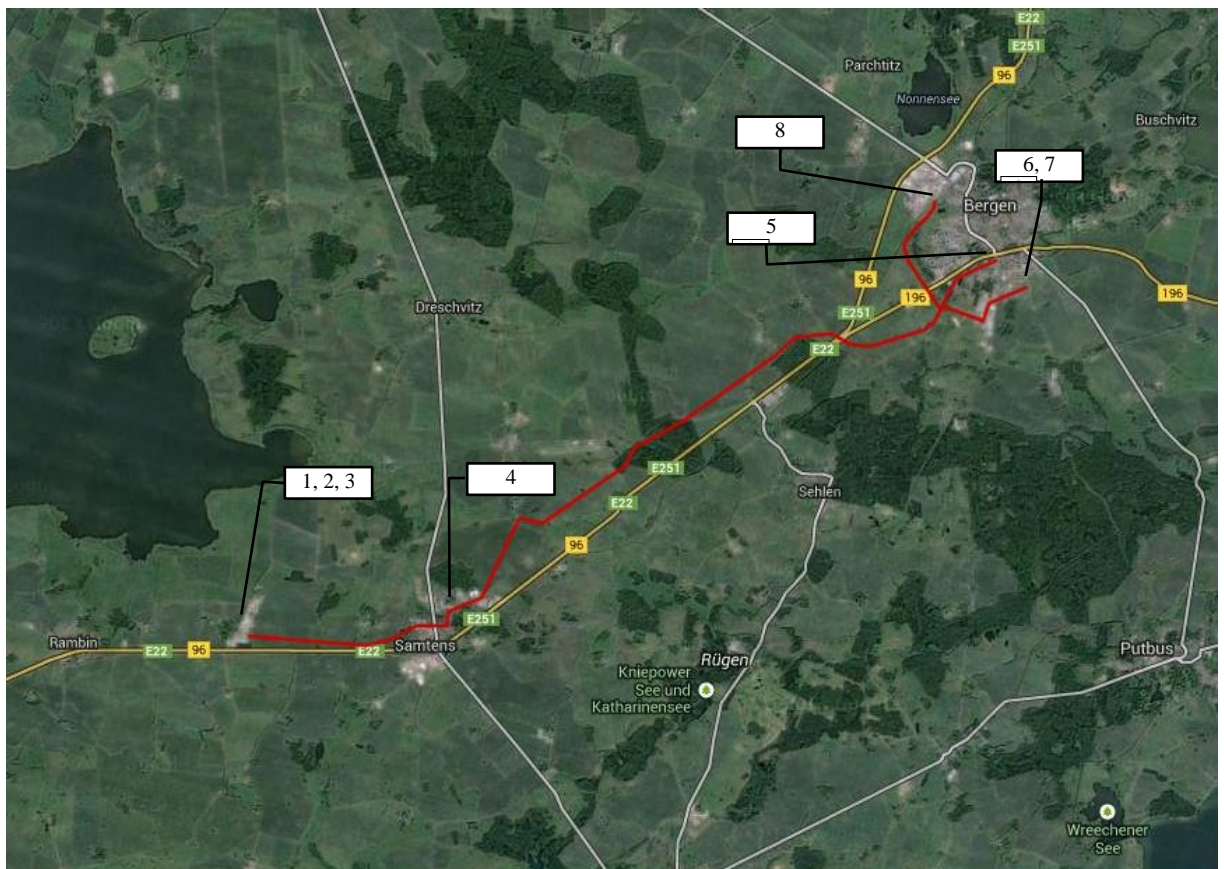 E22
E251
Parchtitz
96
Nonnensee
Buschvitz
8
6, 7
Bergen
5
96
196
196
Dreschvitz
E251
E22
E251
1, 2, 3
4
Sehlen
E22
96
E251
Rambin
E22
96
E22
Samtens
Putbus
Rügen
Kniepower
See und
Katharinensee
Wreechener
See